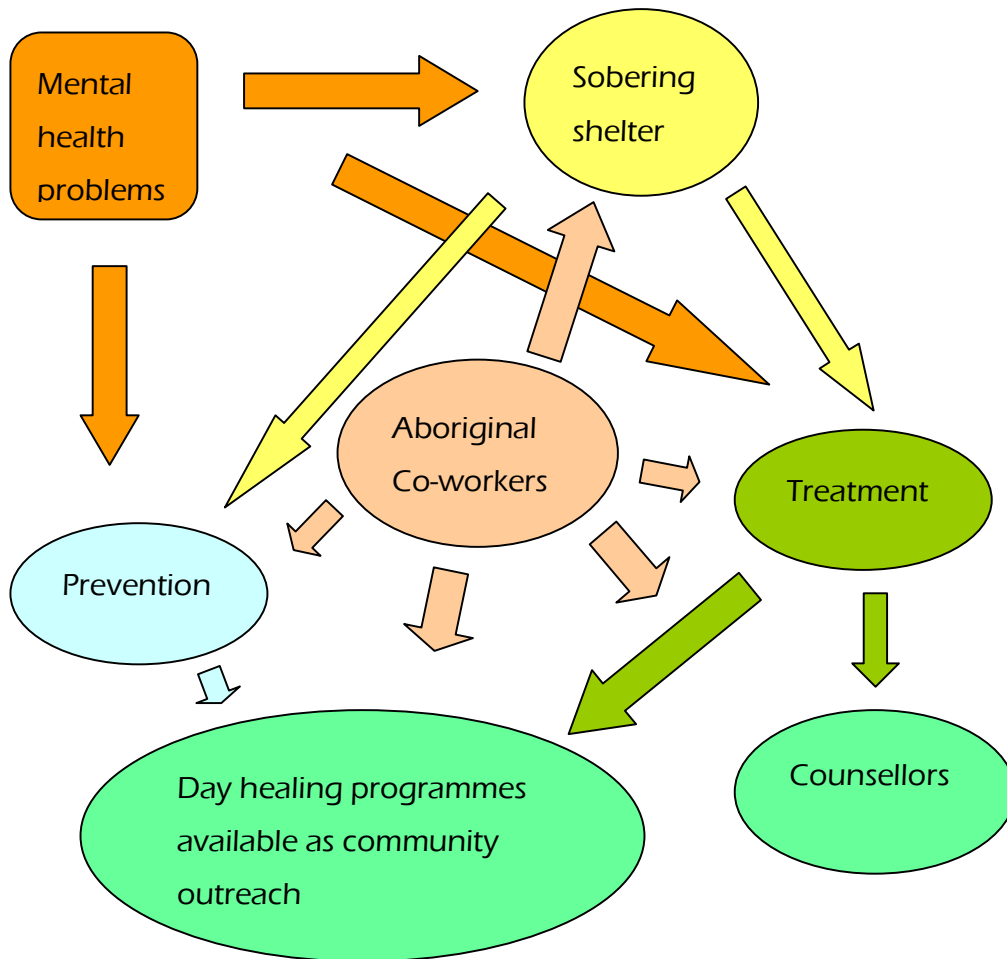 Mental
health
problems
Sobering
shelter
Aboriginal
Co-workers
Treatment
Prevention
Day healing programmes
available as community
outreach
Counsellors